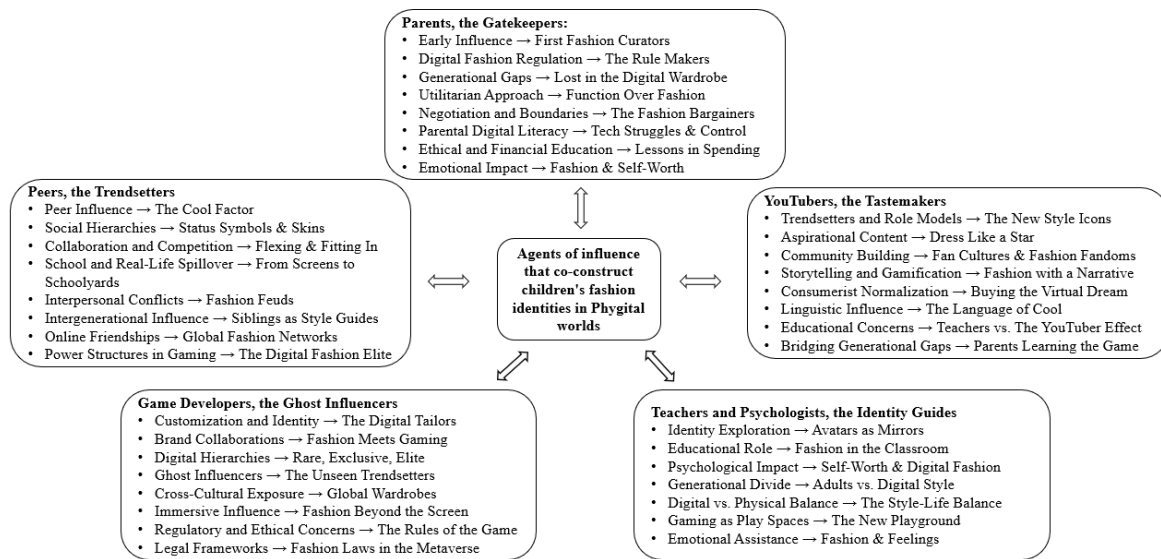 Parents, the Gatekeepers:
• Early Influence → First Fashion Curators
• Digital Fashion Regulation → The Rule Makers
• Generational Gaps → Lost in the Digital Wardrobe
• Utilitarian Approach → Function Over Fashion
• Negotiation and Boundaries → The Fashion Bargainers
• Parental Digital Literacy → Tech Struggles & Control
• Ethical and Financial Education → Lessons in Spending
• Emotional Impact → Fashion & Self-Worth
Peers, the Trendsetters
• Peer Influence → The Cool Factor
• Social Hierarchies → Status Symbols & Skins
• Collaboration and Competition → Flexing & Fitting In
• School and Real-Life Spillover → From Screens to
Schoolyards
• Interpersonal Conflicts → Fashion Feuds
• Intergenerational Influence → Siblings as Style Guides
• Online Friendships → Global Fashion Networks
• Power Structures in Gaming → The Digital Fashion Elite
Agents of influence
that co-construct
children's fashion
identities in Phygital
worlds
YouTubers, the Tastemakers
• Trendsetters and Role Models → The New Style Icons
• Aspirational Content → Dress Like a Star
• Community Building → Fan Cultures & Fashion Fandoms
• Storytelling and Gamification → Fashion with a Narrative
• Consumerist Normalization → Buying the Virtual Dream
• Linguistic Influence → The Language of Cool
• Educational Concerns → Teachers vs. The YouTuber Effect
• Bridging Generational Gaps → Parents Learning the Game
Game Developers, the Ghost Influencers
• Customization and Identity → The Digital Tailors
• Brand Collaborations → Fashion Meets Gaming
• Digital Hierarchies → Rare, Exclusive, Elite
• Ghost Influencers → The Unseen Trendsetters
• Cross-Cultural Exposure → Global Wardrobes
• Immersive Influence → Fashion Beyond the Screen
• Regulatory and Ethical Concerns → The Rules of the Game
• Legal Frameworks → Fashion Laws in the Metaverse
Teachers and Psychologists, the Identity Guides
• Identity Exploration → Avatars as Mirrors
• Educational Role → Fashion in the Classroom
• Psychological Impact → Self-Worth & Digital Fashion
• Generational Divide → Adults vs. Digital Style
• Digital vs. Physical Balance → The Style-Life Balance
• Gaming as Play Spaces → The New Playground
• Emotional Assistance → Fashion & Feelings